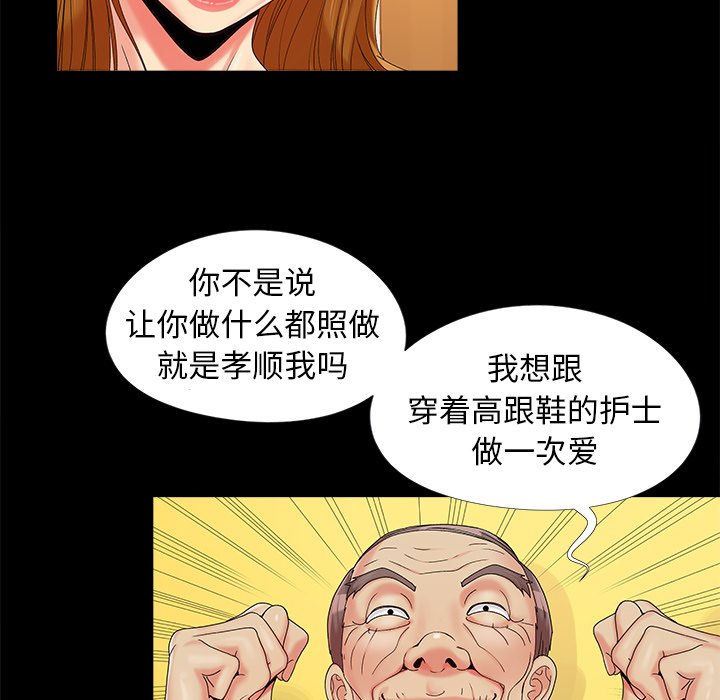 你不是说
让你做什么都照做
就是孝顺我吗
我想跟
穿着高跟鞋的护士
做一次爱